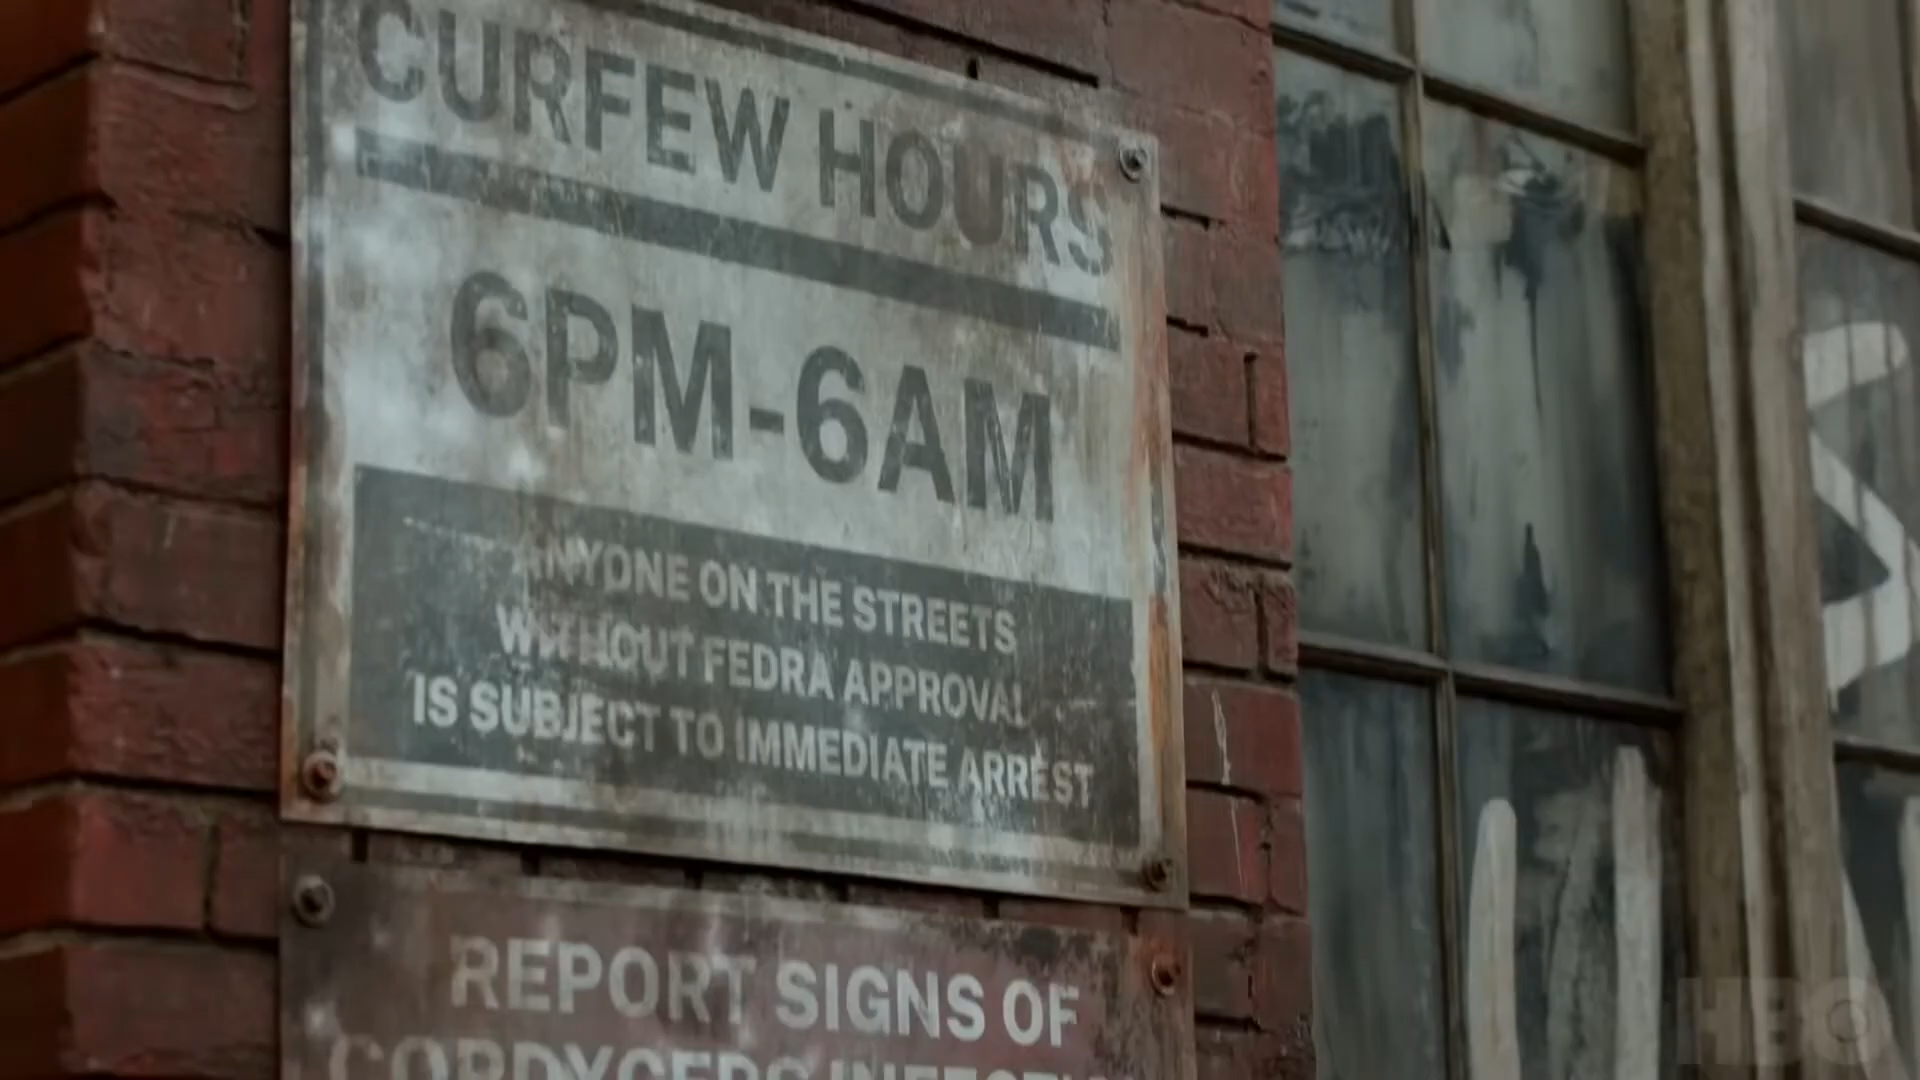 CURFEW HOURS
6PM-6AM
ANYONE ON THE STREETS
WITHOUT FEDRA APPROVAL
IS SUBJECT TO IMMEDIATE ARREST
REPORT SIGNS OF
CORDYCEPS
HBO